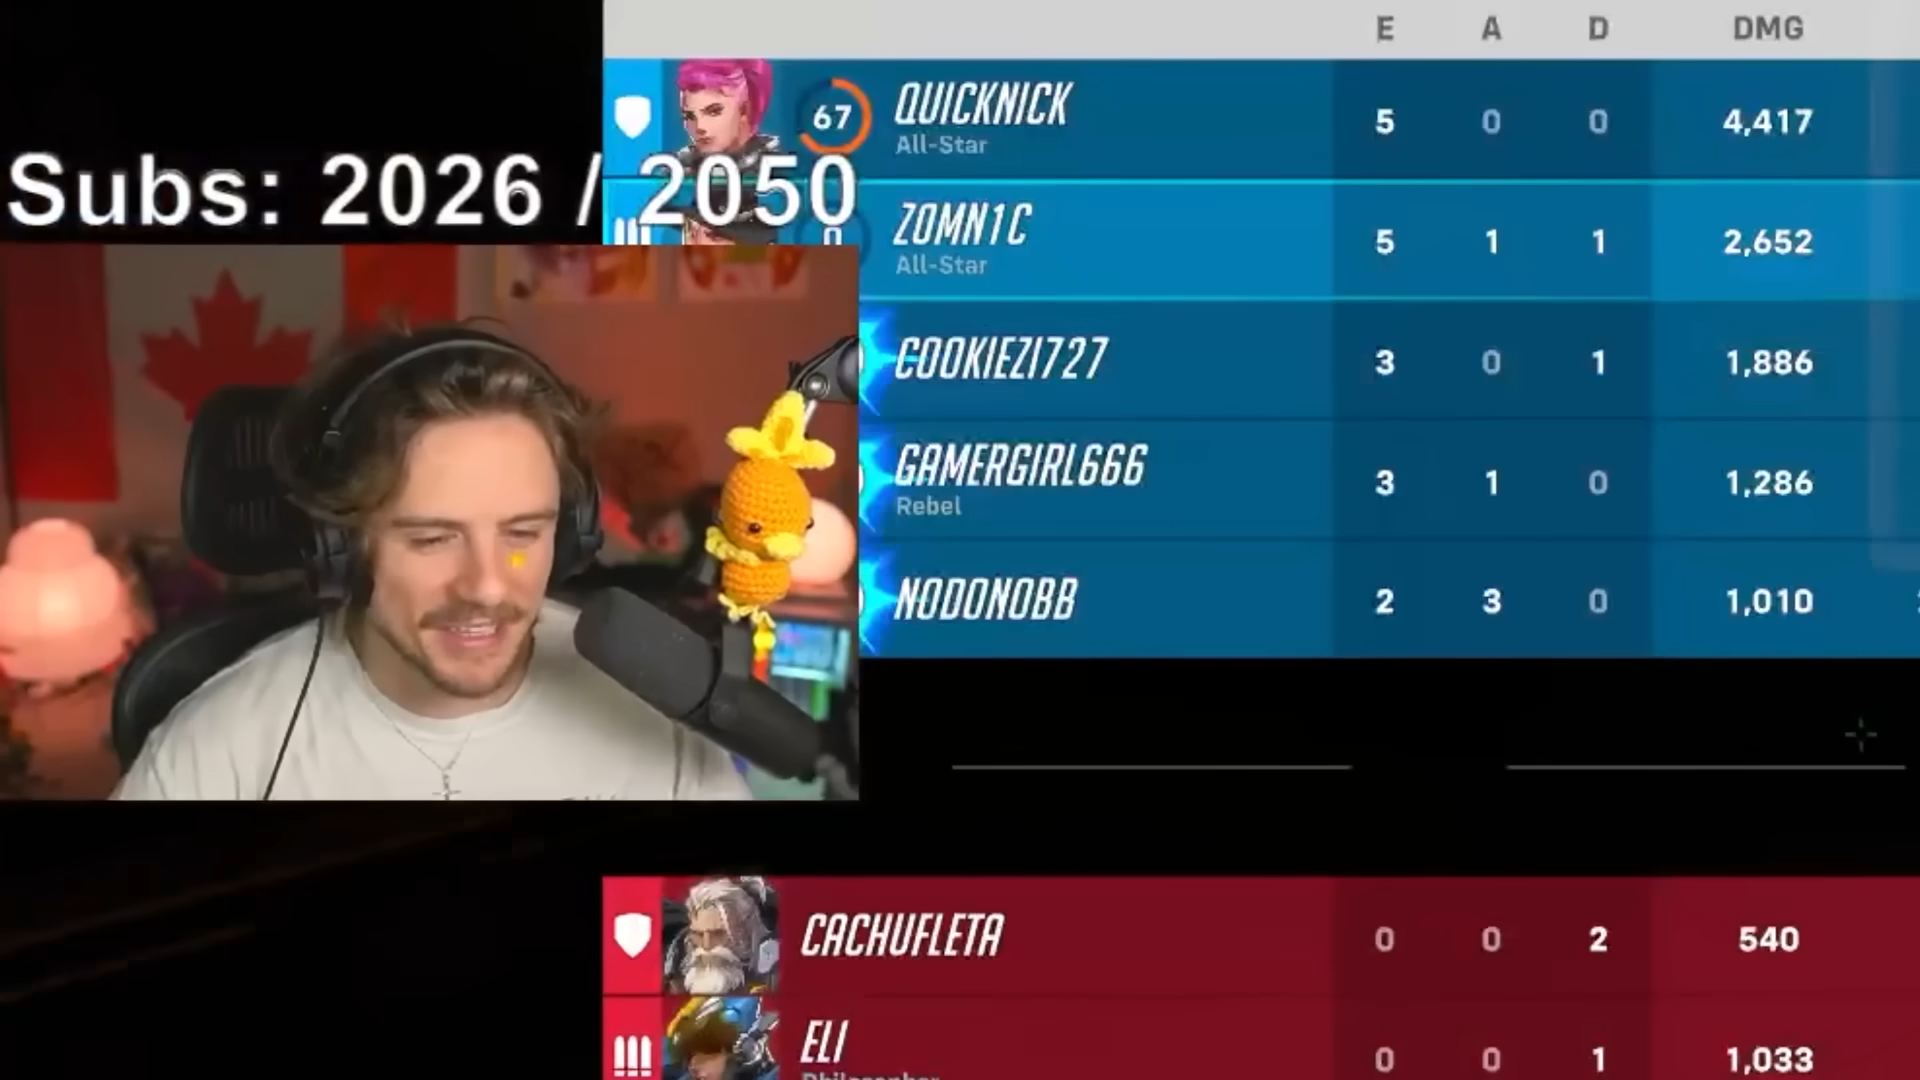 E A D DMG
67 QUICKNICK 5 0 0 4,417
All-Star
Subs: 2026 / 2050
0 ZOMN1C 5 1 1 2,652
All-Star
COOKIEZI727 3 0 1 1,886
GAMERGIRL666 3 1 0 1,286
Rebel
NODONOBB 2 3 0 1,010
CACHUFLETA 0 0 2 540
ELI 0 0 1 1,033
Philosopher